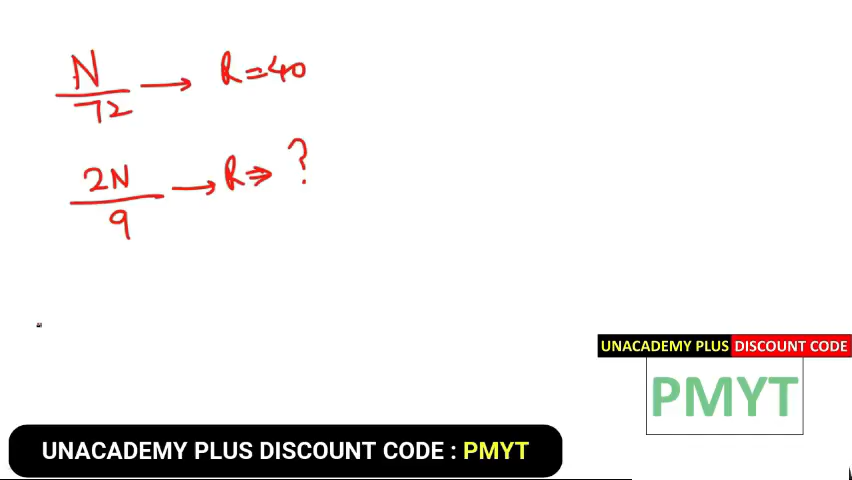 N/72 → R=40
2N/9 → R⇒ ?
UNACADEMY PLUS DISCOUNT CODE
PMYT
UNACADEMY PLUS DISCOUNT CODE : PMYT